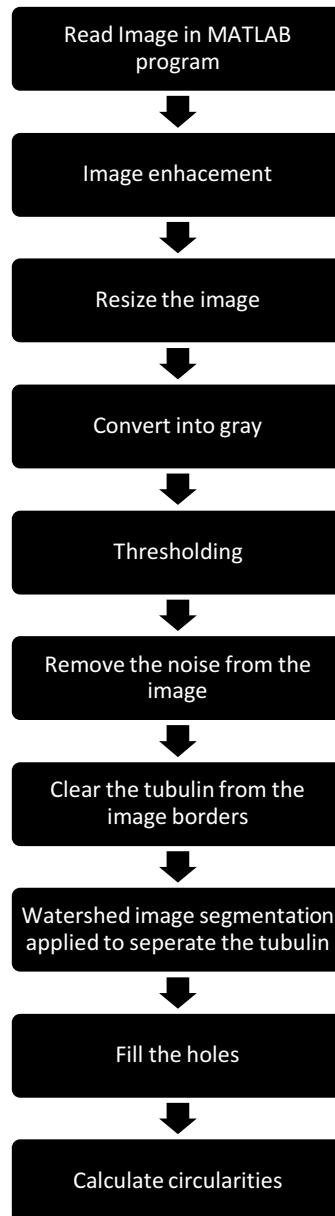 Read Image in MATLAB
program
Image enhacement
Resize the image
Convert into gray
Thresholding
Remove the noise from the
image
Clear the tubulin from the
image borders
Watershed image segmentation
applied to seperate the tubulin
Fill the holes
Calculate circularities